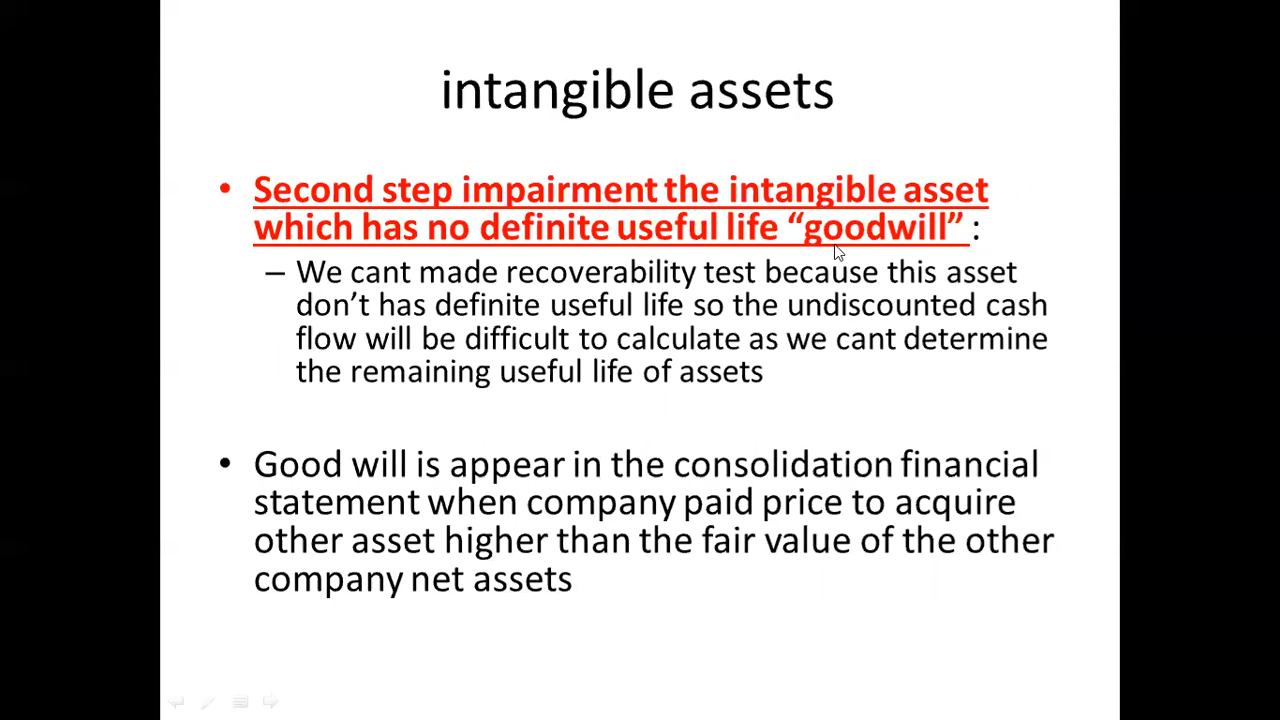 intangible assets
• Second step impairment the intangible asset
which has no definite useful life “goodwill” :
– We cant made recoverability test because this asset
don’t has definite useful life so the undiscounted cash
flow will be difficult to calculate as we cant determine
the remaining useful life of assets
• Good will is appear in the consolidation financial
statement when company paid price to acquire
other asset higher than the fair value of the other
company net assets